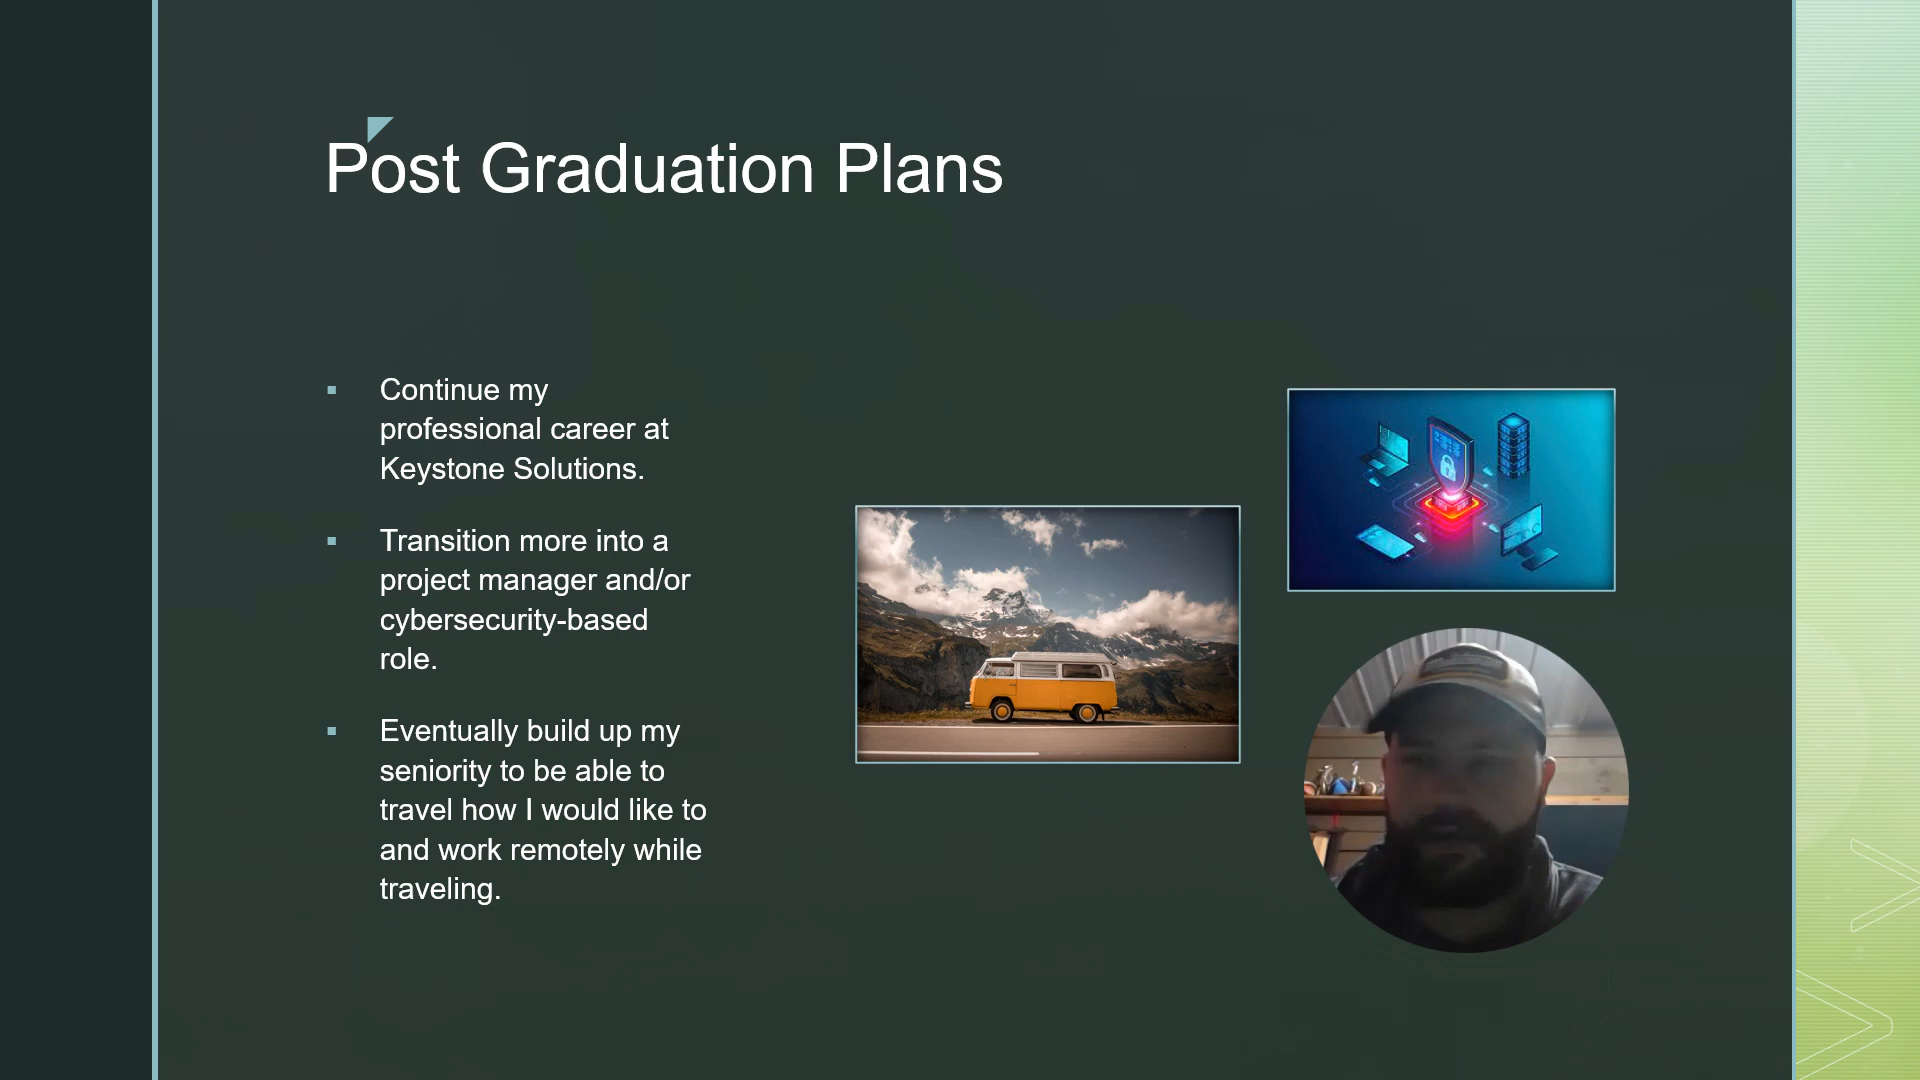 Post Graduation Plans
Continue my
professional career at
Keystone Solutions.
Transition more into a
project manager and/or
cybersecurity-based
role.
Eventually build up my
seniority to be able to
travel how I would like to
and work remotely while
traveling.